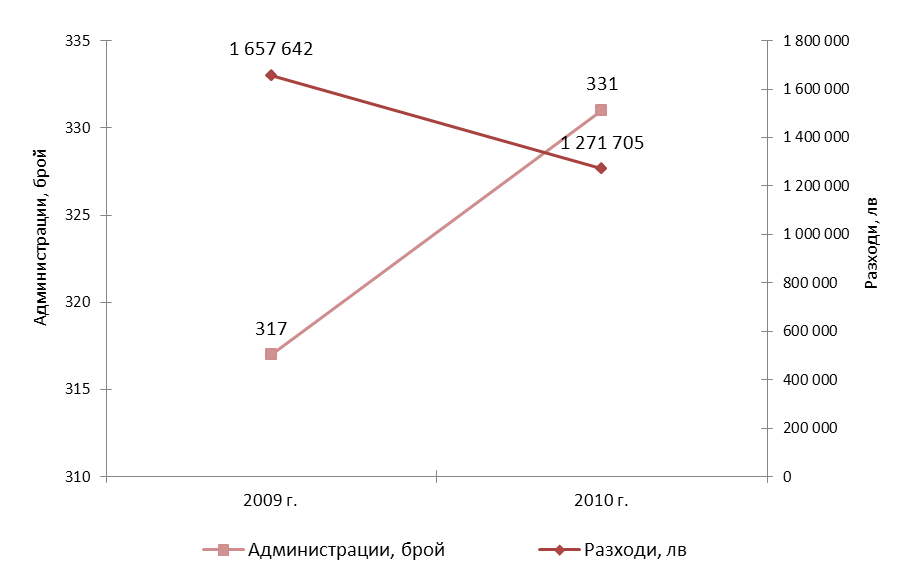 Администрации, брой
335
330
325
320
315
310
1 657 642
331
1 271 705
317
1 800 000
1 600 000
1 400 000
1 200 000
1 000 000
800 000
600 000
400 000
200 000
0
Разходи, лв
2009 г.
2010 г.
Администрации, брой
Разходи, лв